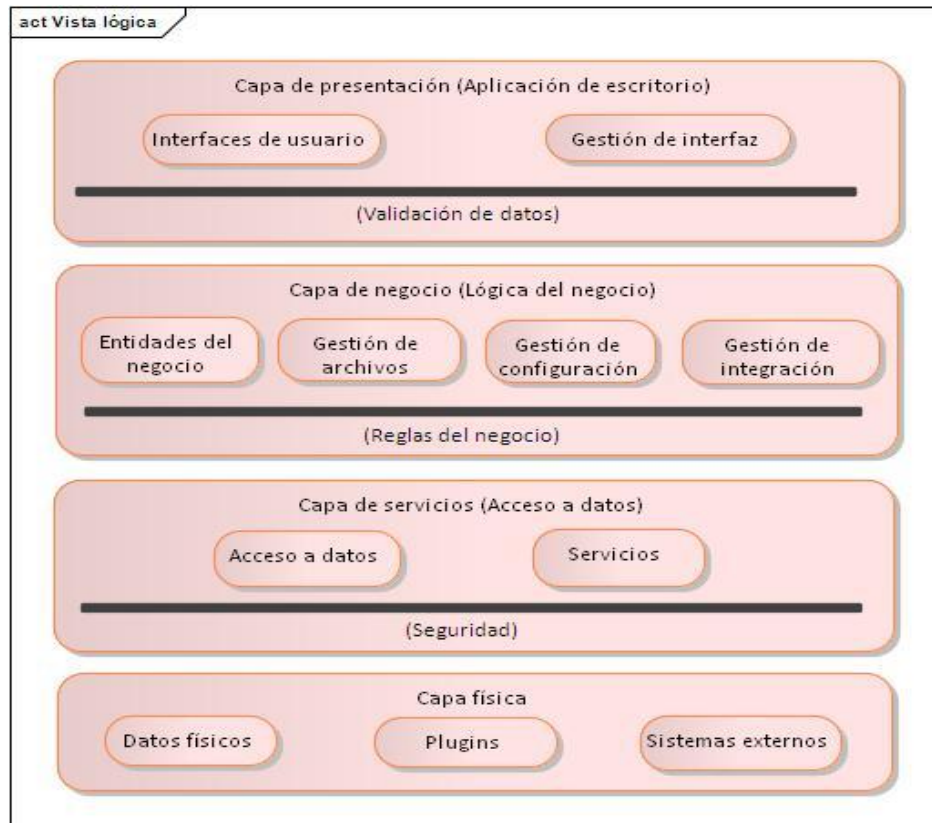 act Vista lógica
Capa de presentación (Aplicación de escritorio)
Interfaces de usuario
Gestión de interfaz
(Validación de datos)
Capa de negocio (Lógica del negocio)
Entidades del
negocio
Gestión de
archivos
Gestión de
configuración
Gestión de
integración
(Reglas del negocio)
Capa de servicios (Acceso a datos)
Acceso a datos
Servicios
(Seguridad)
Capa física
Datos físicos
Plugins
Sistemas externos